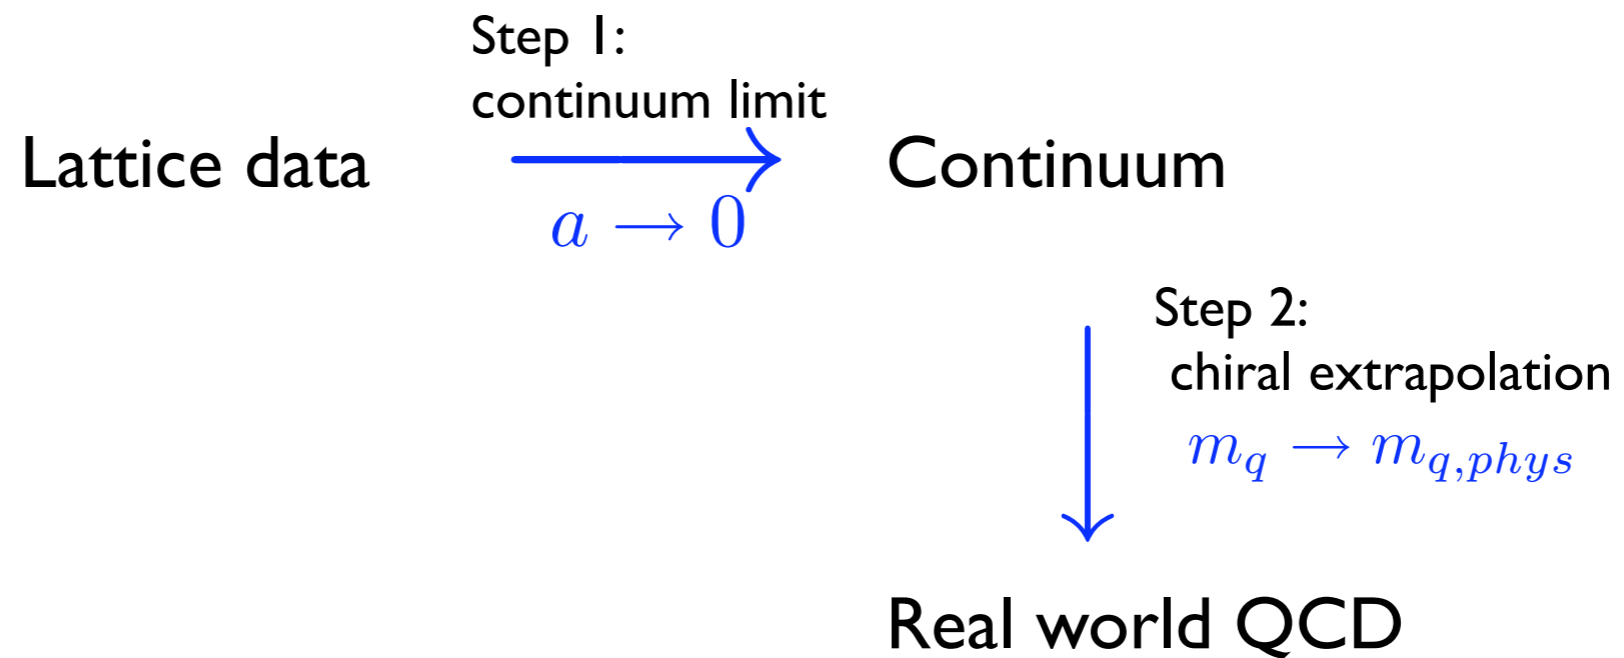 Step 1:
continuum limit
Lattice data
Continuum
a → 0
Step 2:
chiral extrapolation
m_q → m_{q,phys}
Real world QCD